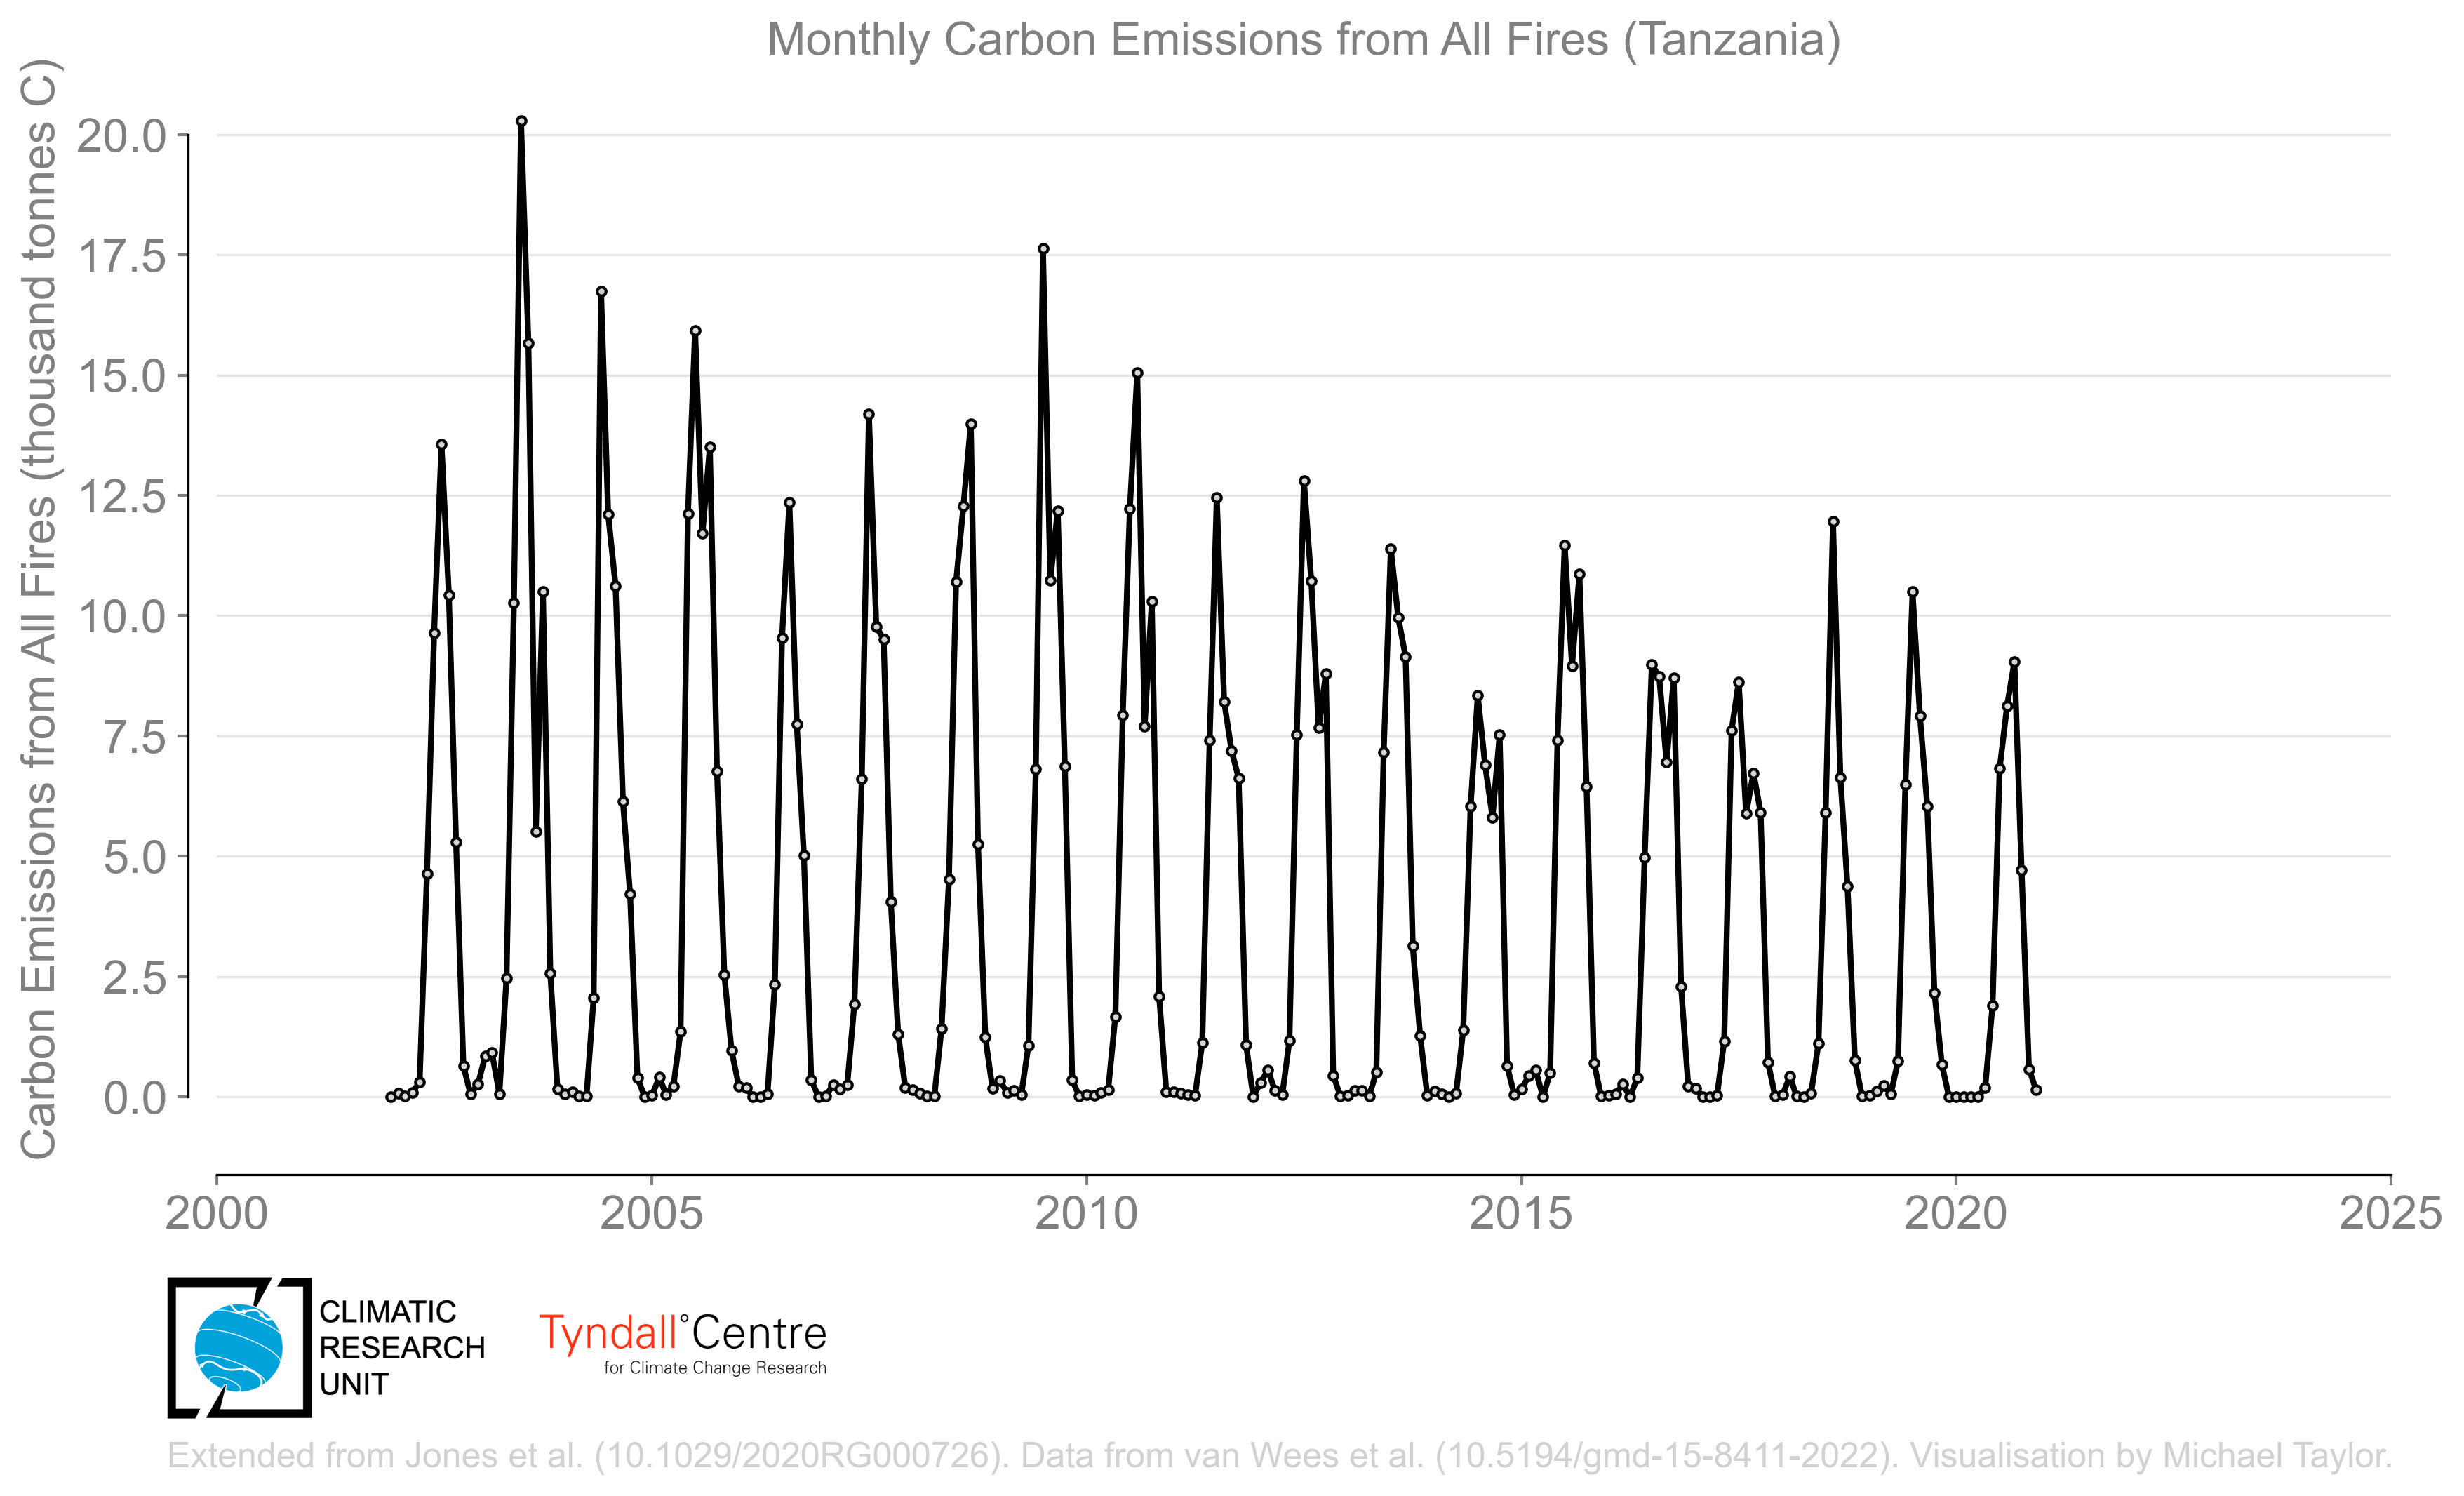 Monthly Carbon Emissions from All Fires (Tanzania)
Carbon Emissions from All Fires (thousand tonnes C)
20.0
17.5
15.0
12.5
10.0
7.5
5.0
2.5
0.0
2000 2005 2010 2015 2020 2025
CLIMATIC
RESEARCH
UNIT
Tyndall°Centre
for Climate Change Research
Extended from Jones et al. (10.1029/2020RG000726). Data from van Wees et al. (10.5194/gmd-15-8411-2022). Visualisation by Michael Taylor.